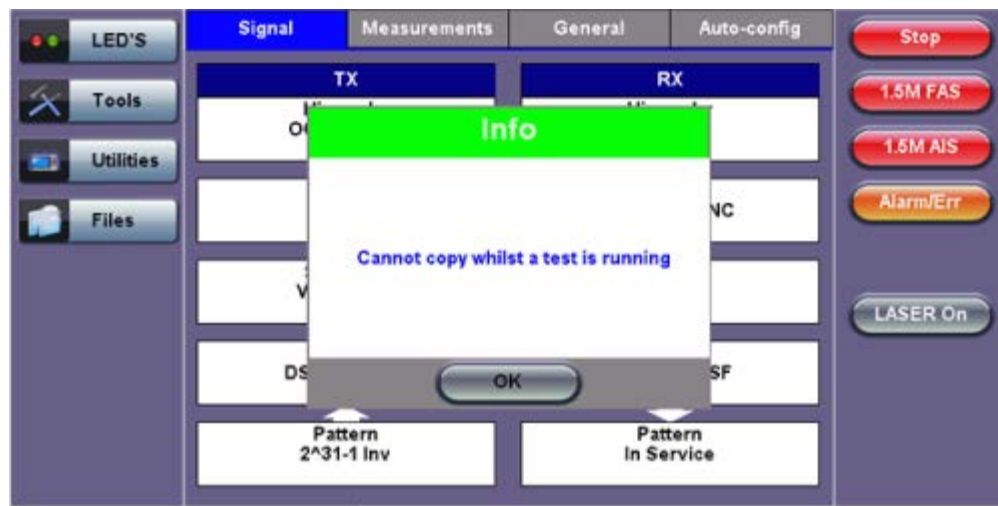 LED'S
Tools
Utilities
Files
Signal
Measurements
General
Auto-config
TX
RX
Info
NC
Cannot copy whilst a test is running
DS
SF
OK
Pattern
2^31-1 Inv
Pattern
In Service
Stop
1.5M FAS
1.5M AIS
Alarm/Err
LASER On